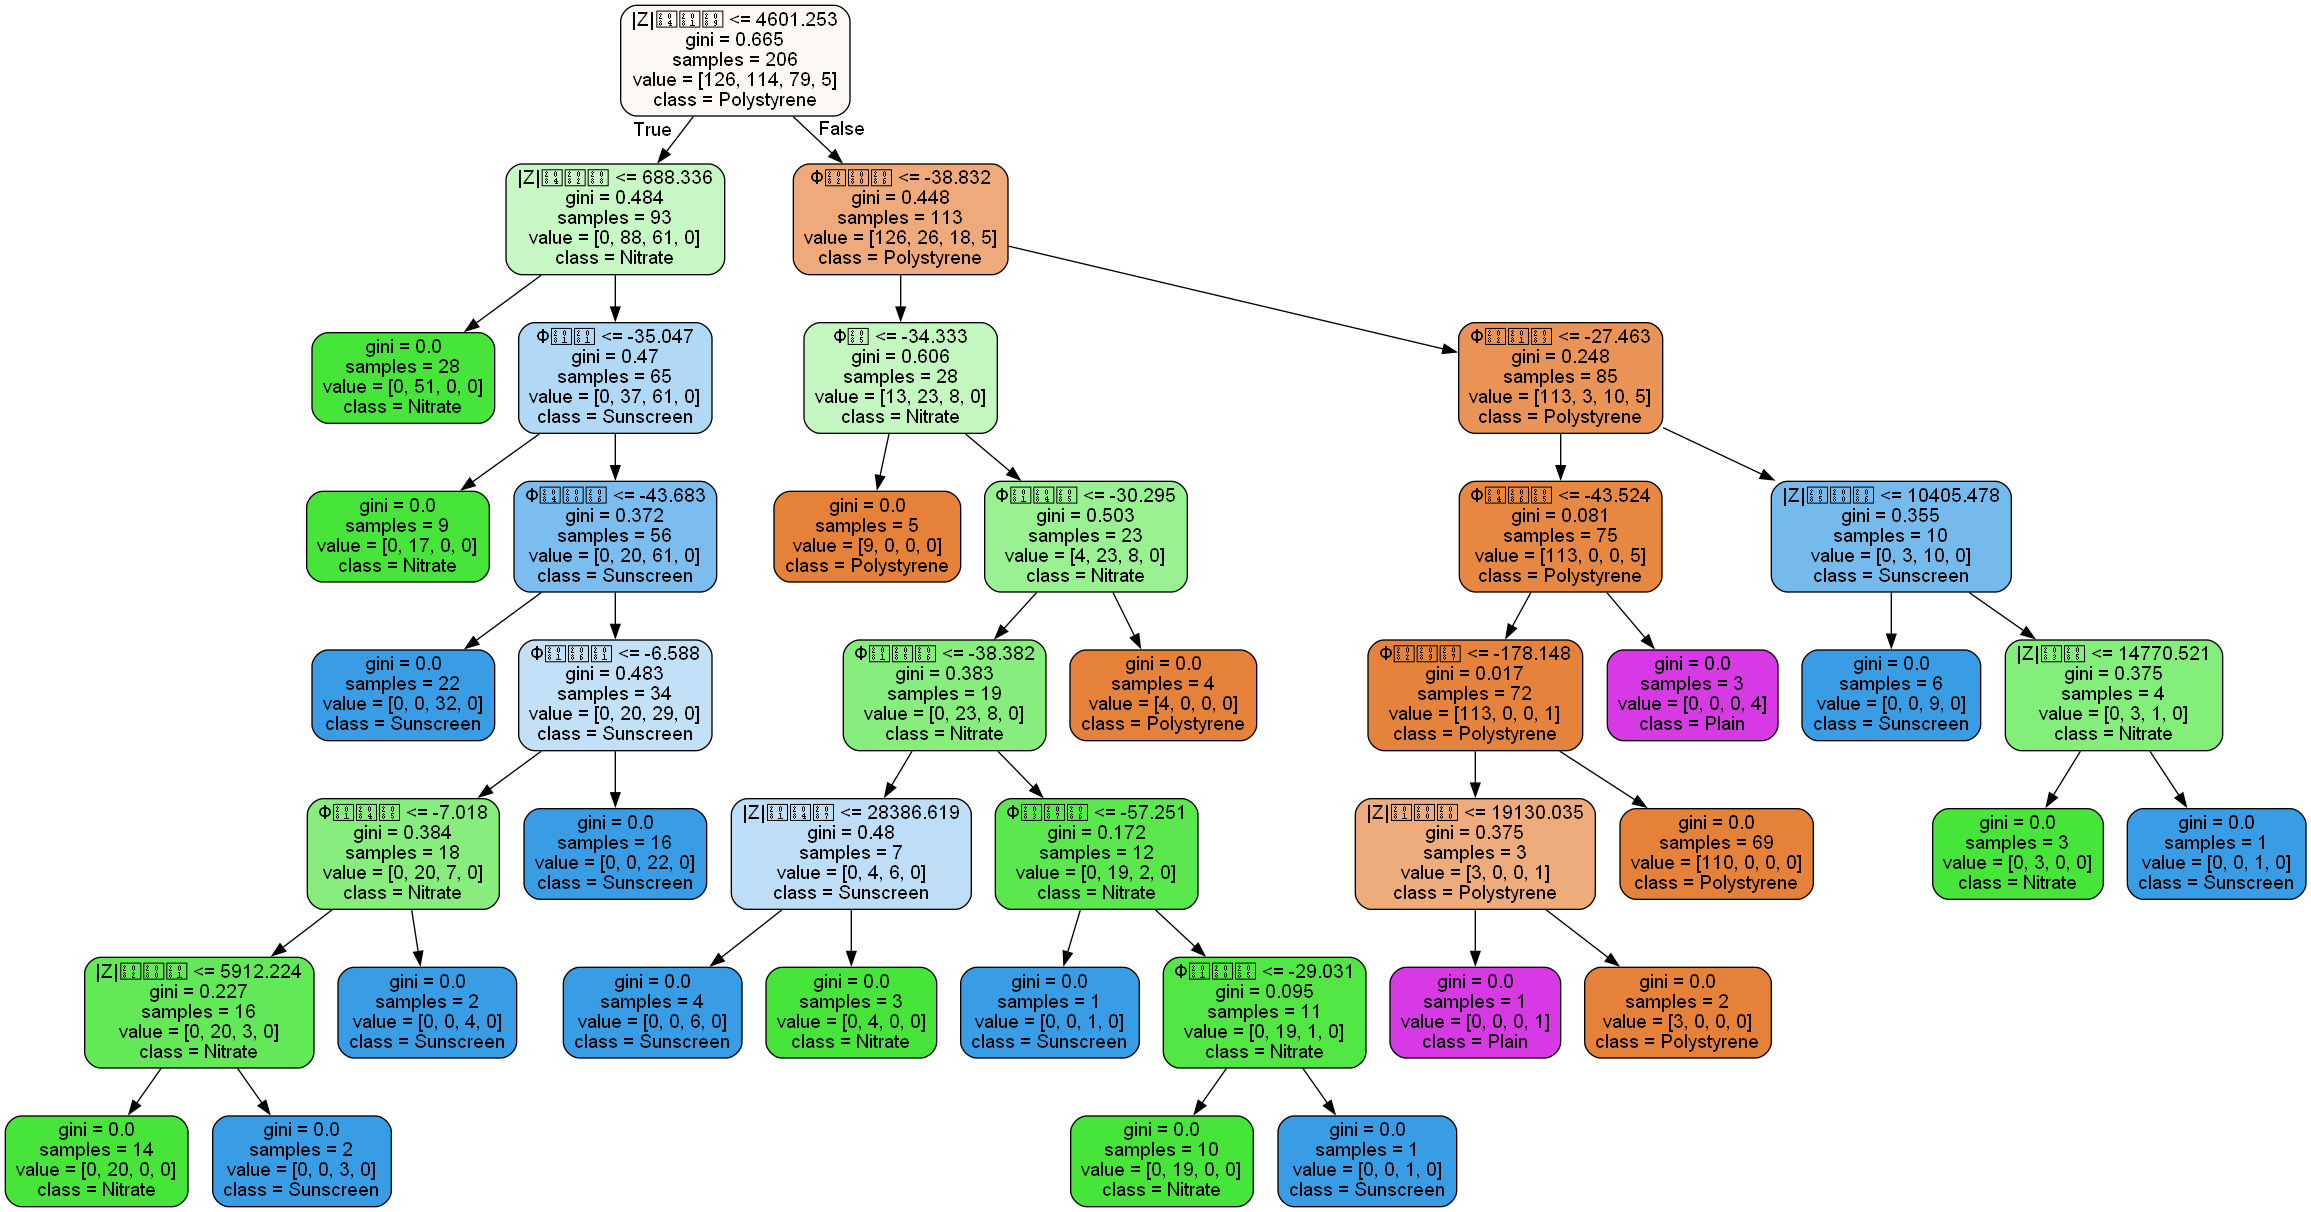 |Z| <= 4601.253
gini = 0.665
samples = 206
value = [126, 114, 79, 5]
class = Polystyrene
True
False
|Z| <= 688.336
gini = 0.484
samples = 93
value = [0, 88, 61, 0]
class = Nitrate
Φ <= -38.832
gini = 0.448
samples = 113
value = [126, 26, 18, 5]
class = Polystyrene
gini = 0.0
samples = 28
value = [0, 51, 0, 0]
class = Nitrate
Φ <= -35.047
gini = 0.47
samples = 65
value = [0, 37, 61, 0]
class = Sunscreen
Φ <= -34.333
gini = 0.606
samples = 28
value = [13, 23, 8, 0]
class = Nitrate
Φ <= -27.463
gini = 0.248
samples = 85
value = [113, 3, 10, 5]
class = Polystyrene
gini = 0.0
samples = 9
value = [0, 17, 0, 0]
class = Nitrate
Φ <= -43.683
gini = 0.372
samples = 56
value = [0, 20, 61, 0]
class = Sunscreen
gini = 0.0
samples = 5
value = [9, 0, 0, 0]
class = Polystyrene
Φ <= -30.295
gini = 0.503
samples = 23
value = [4, 23, 8, 0]
class = Nitrate
Φ <= -43.524
gini = 0.081
samples = 75
value = [113, 0, 0, 5]
class = Polystyrene
|Z| <= 10405.478
gini = 0.355
samples = 10
value = [0, 3, 10, 0]
class = Sunscreen
gini = 0.0
samples = 22
value = [0, 0, 32, 0]
class = Sunscreen
Φ <= -6.588
gini = 0.483
samples = 34
value = [0, 20, 29, 0]
class = Sunscreen
Φ <= -38.382
gini = 0.383
samples = 19
value = [0, 23, 8, 0]
class = Nitrate
gini = 0.0
samples = 4
value = [4, 0, 0, 0]
class = Polystyrene
Φ <= -178.148
gini = 0.017
samples = 72
value = [113, 0, 0, 1]
class = Polystyrene
gini = 0.0
samples = 3
value = [0, 0, 0, 4]
class = Plain
gini = 0.0
samples = 6
value = [0, 0, 9, 0]
class = Sunscreen
|Z| <= 14770.521
gini = 0.375
samples = 4
value = [0, 3, 1, 0]
class = Nitrate
Φ <= -7.018
gini = 0.384
samples = 18
value = [0, 20, 7, 0]
class = Nitrate
gini = 0.0
samples = 16
value = [0, 0, 22, 0]
class = Sunscreen
|Z| <= 28386.619
gini = 0.48
samples = 7
value = [0, 4, 6, 0]
class = Sunscreen
Φ <= -57.251
gini = 0.172
samples = 12
value = [0, 19, 2, 0]
class = Nitrate
|Z| <= 19130.035
gini = 0.375
samples = 3
value = [3, 0, 0, 1]
class = Polystyrene
gini = 0.0
samples = 69
value = [110, 0, 0, 0]
class = Polystyrene
gini = 0.0
samples = 3
value = [0, 3, 0, 0]
class = Nitrate
gini = 0.0
samples = 1
value = [0, 0, 1, 0]
class = Sunscreen
|Z| <= 5912.224
gini = 0.227
samples = 16
value = [0, 20, 3, 0]
class = Nitrate
gini = 0.0
samples = 2
value = [0, 0, 4, 0]
class = Sunscreen
gini = 0.0
samples = 4
value = [0, 0, 6, 0]
class = Sunscreen
gini = 0.0
samples = 3
value = [0, 4, 0, 0]
class = Nitrate
gini = 0.0
samples = 1
value = [0, 0, 1, 0]
class = Sunscreen
Φ <= -29.031
gini = 0.095
samples = 11
value = [0, 19, 1, 0]
class = Nitrate
gini = 0.0
samples = 1
value = [0, 0, 0, 1]
class = Plain
gini = 0.0
samples = 2
value = [3, 0, 0, 0]
class = Polystyrene
gini = 0.0
samples = 14
value = [0, 20, 0, 0]
class = Nitrate
gini = 0.0
samples = 2
value = [0, 0, 3, 0]
class = Sunscreen
gini = 0.0
samples = 10
value = [0, 19, 0, 0]
class = Nitrate
gini = 0.0
samples = 1
value = [0, 0, 1, 0]
class = Sunscreen